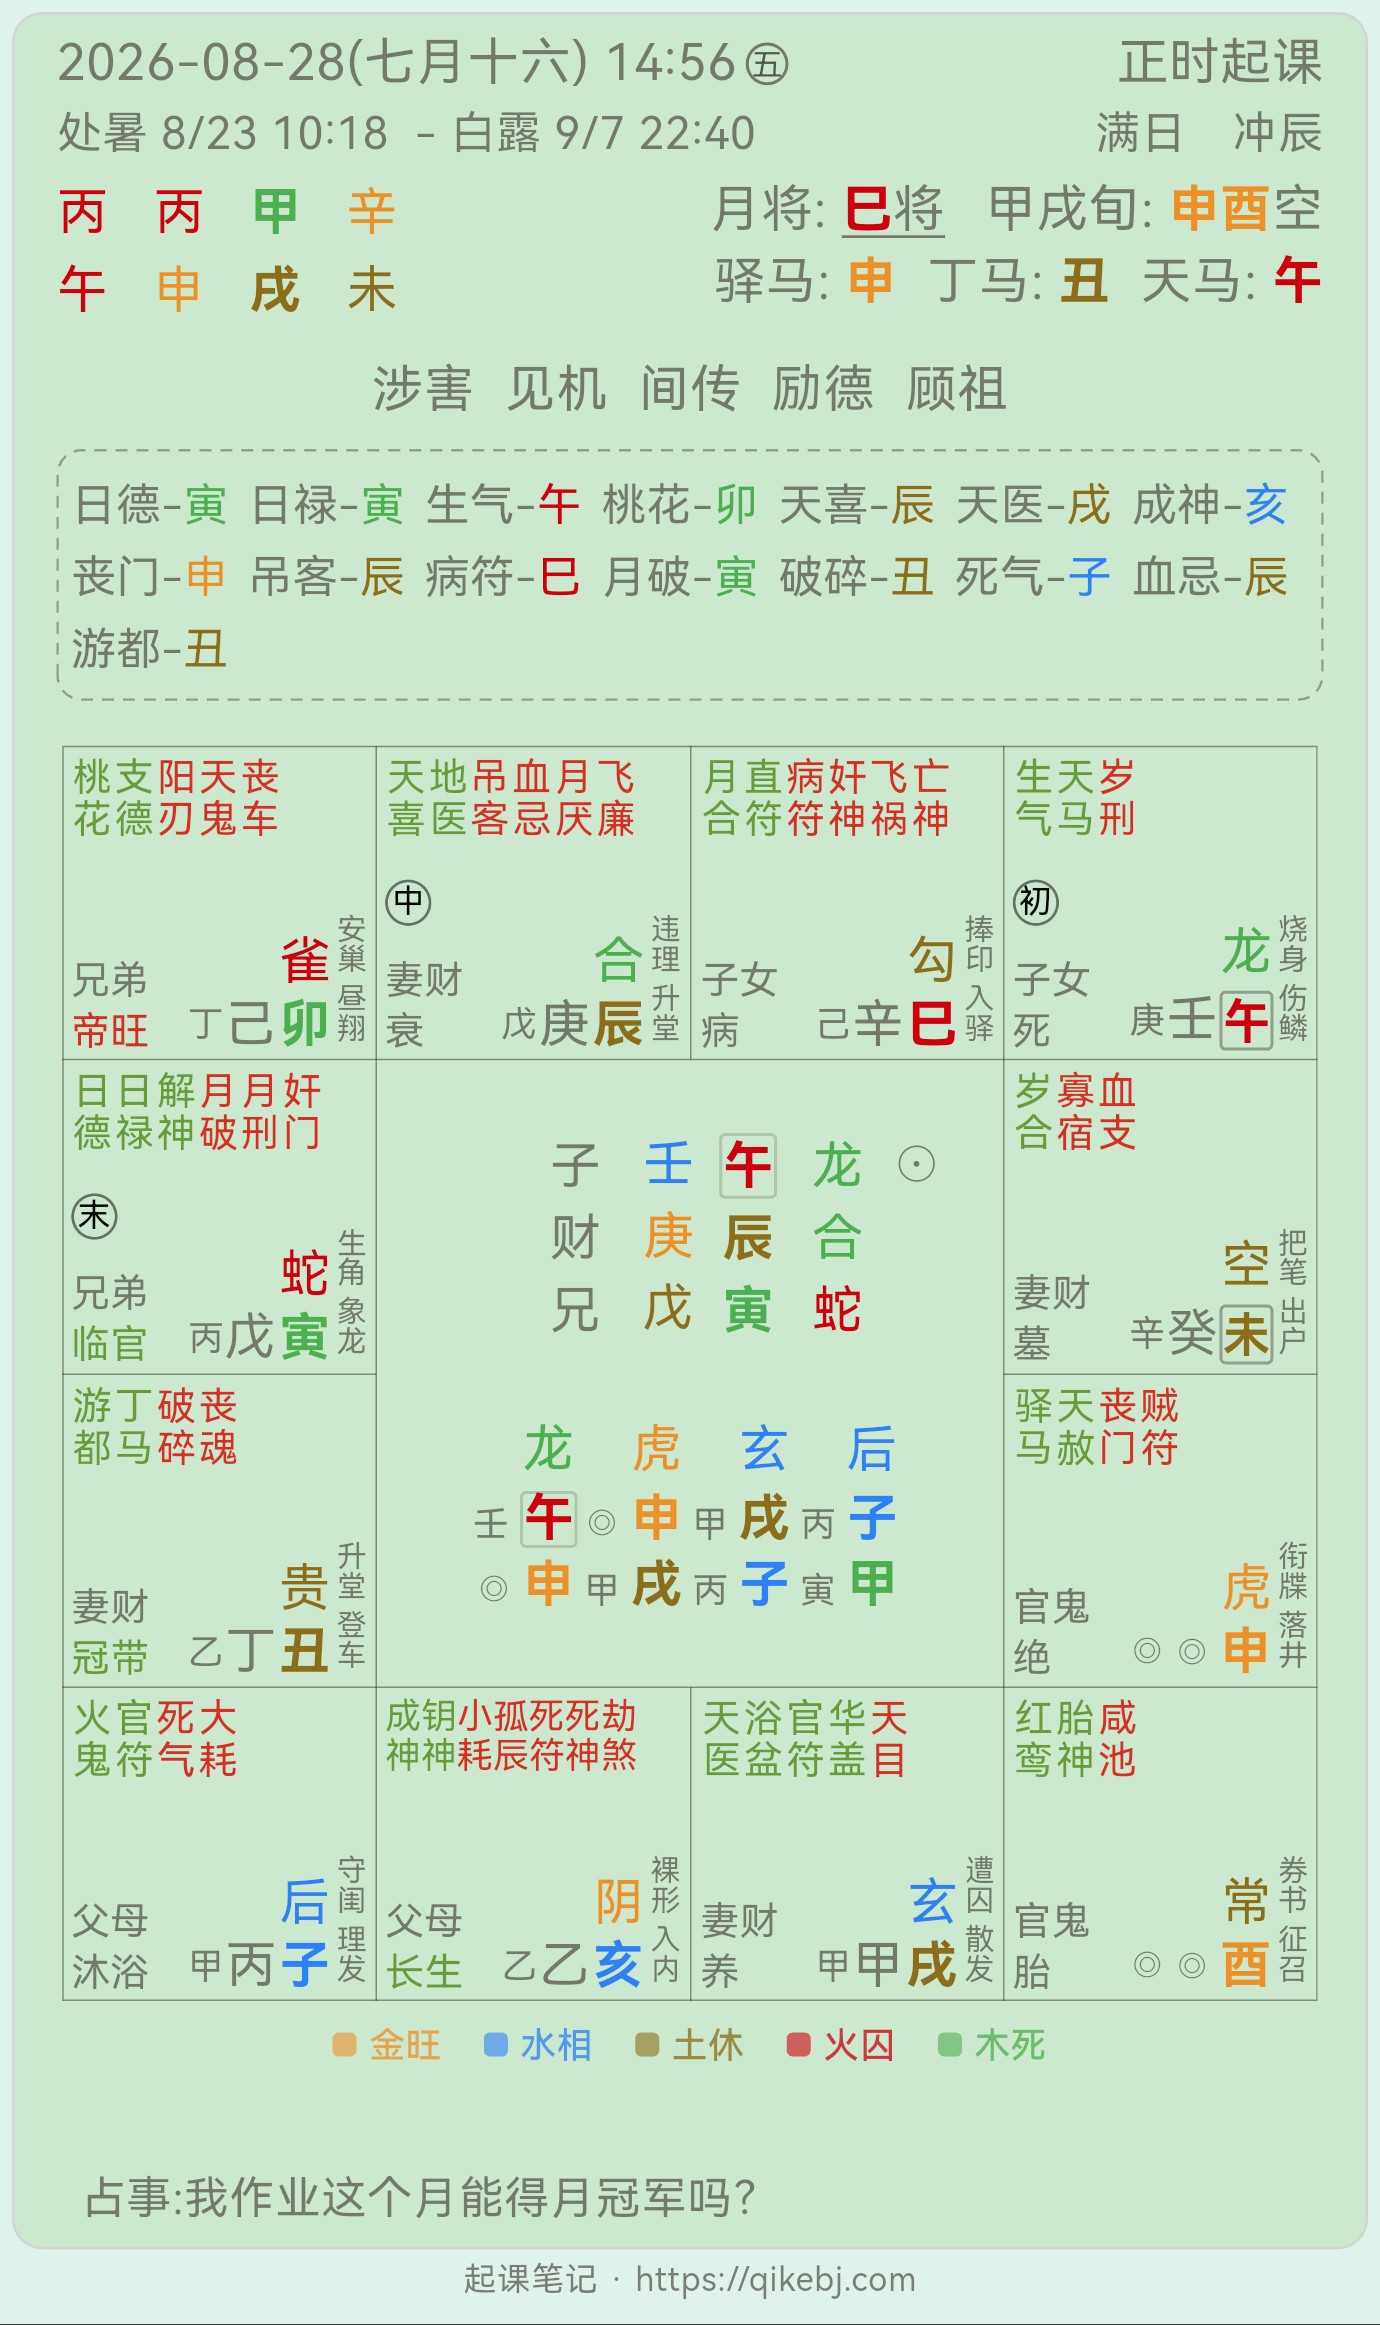 2026-08-28(七月十六) 14:56 五 正时起课
处暑 8/23 10:18 - 白露 9/7 22:40 满日 冲辰
丙 丙 甲 辛 月将: 巳将 甲戌旬: 申酉空
午 申 戌 未 驿马: 申 丁马: 丑 天马: 午
涉害 见机 间传 励德 顾祖
日德-寅 日禄-寅 生气-午 桃花-卯 天喜-辰 天医-戌 成神-亥
丧门-申 吊客-辰 病符-巳 月破-寅 破碎-丑 死气-子 血忌-辰
游都-丑
桃花 支德 阳刃 天鬼 丧车
兄弟 雀 安巢 昼翔
帝旺 丁己卯
天喜 地医 吊客 血忌 月厌 飞廉
中
妻财 合 违理 升堂
衰 戊庚辰
月合 直符 病符 奸神 飞祸 亡神
子女 勾 捧印 入驿
病 己辛巳
生气 天马 岁刑
初
子女 龙 烧身 伤鳞
死 庚壬午
日德 日禄 解神 月破 月刑 奸门
末
兄弟 蛇 生角 象龙
临官 丙戊寅
子 壬 午 龙 ⊙
财 庚 辰 合
兄 戊 寅 蛇
龙 虎 玄 后
壬 午 ◎ 申 甲 戌 丙 子
◎ 申 甲 戌 丙 子 寅 甲
岁合 寡宿 血支
妻财 空 把笔 出户
墓 辛癸未
游都 丁马 破碎 丧魂
妻财 贵 升堂 登车
冠带 乙丁丑
驿马 天赦 丧门 贼符
官鬼 虎 衔牒 落井
绝 ◎ ◎ 申
火鬼 官符 死气 大耗
父母 后 守闺 理发
沐浴 甲丙子
成神 钥神 小耗 孤辰 死符 死神 劫煞
父母 阴 裸形 入内
长生 乙乙亥
天医 浴盆 官符 华盖 天目
妻财 玄 遭囚 散发
养 甲甲戌
红鸾 胎神 咸池
官鬼 常 券书 征召
胎 ◎ ◎ 酉
金旺 水相 土休 火囚 木死
占事:我作业这个月能得月冠军吗?
起课笔记 · https://qikebj.com